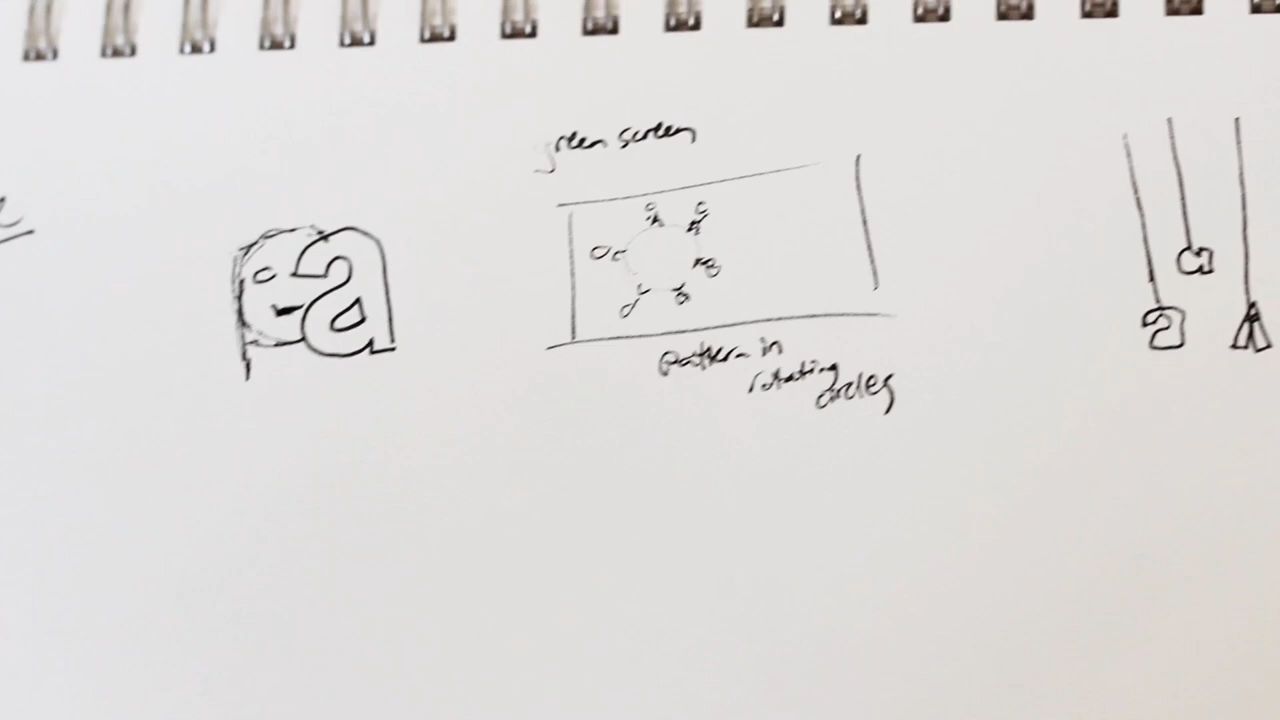 green screen
a
pattern in
rotating
circles
a
a
A